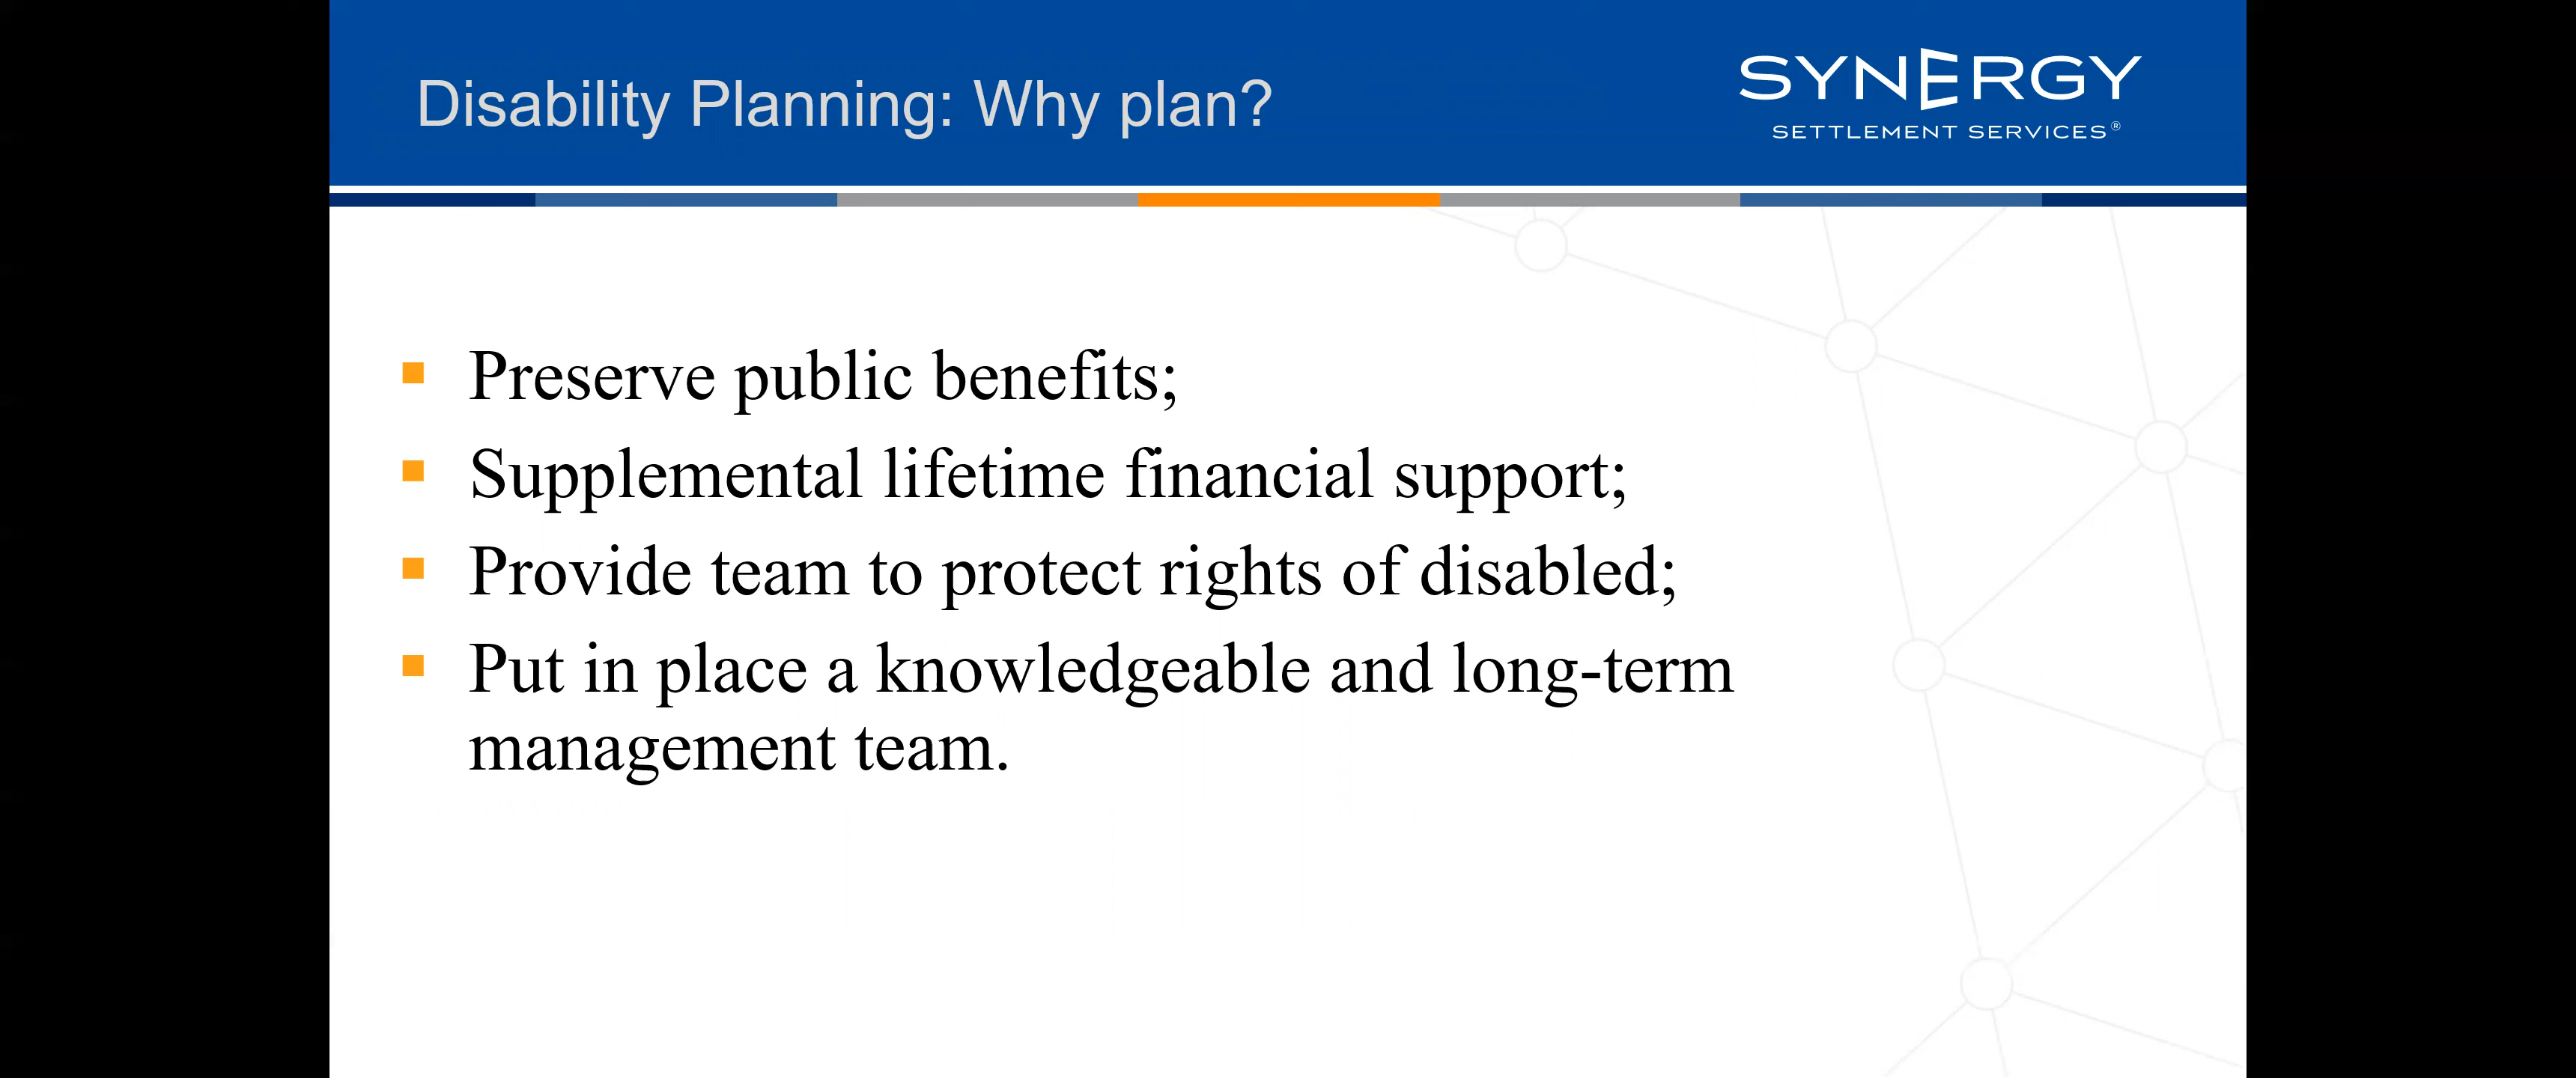 Disability Planning: Why plan?
SYNERGY
SETTLEMENT SERVICES®
Preserve public benefits;
Supplemental lifetime financial support;
Provide team to protect rights of disabled;
Put in place a knowledgeable and long-term
management team.